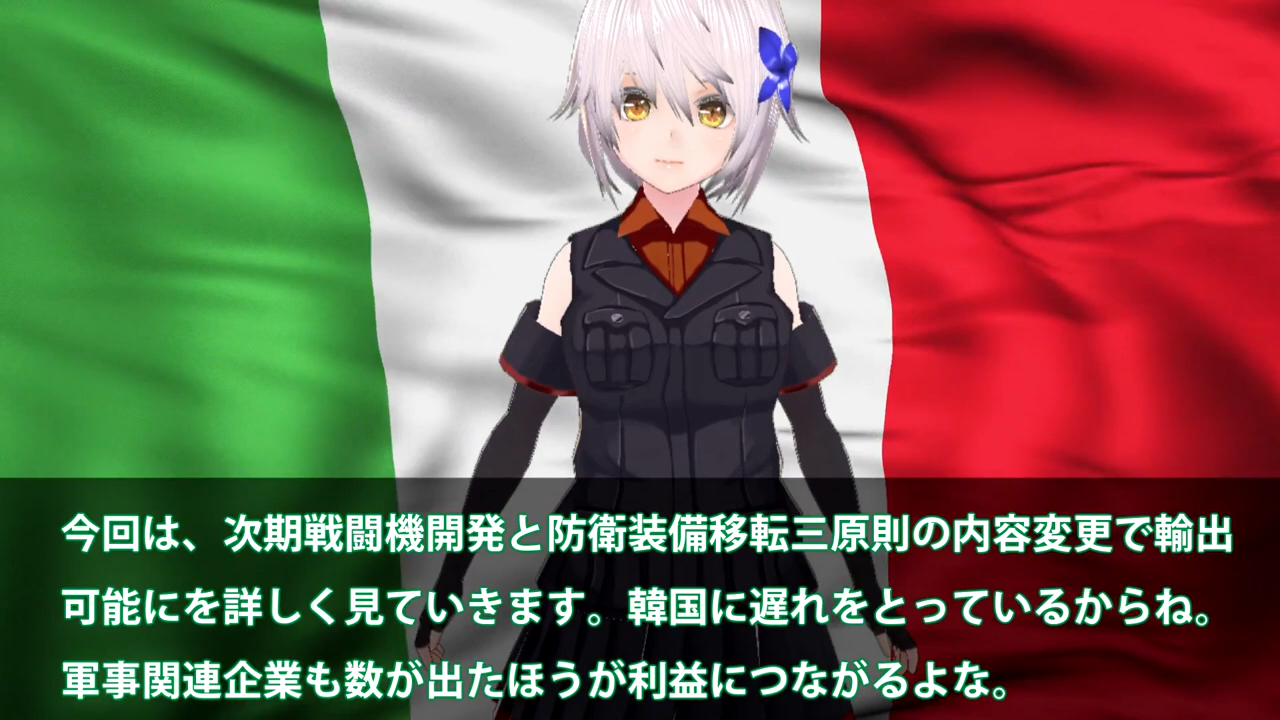 今回は、次期戦闘機開発と防衛装備移転三原則の内容変更で輸出
可能にを詳しく見ていきます。韓国に遅れをとっているからね。
軍事関連企業も数が出たほうが利益につながるよな。